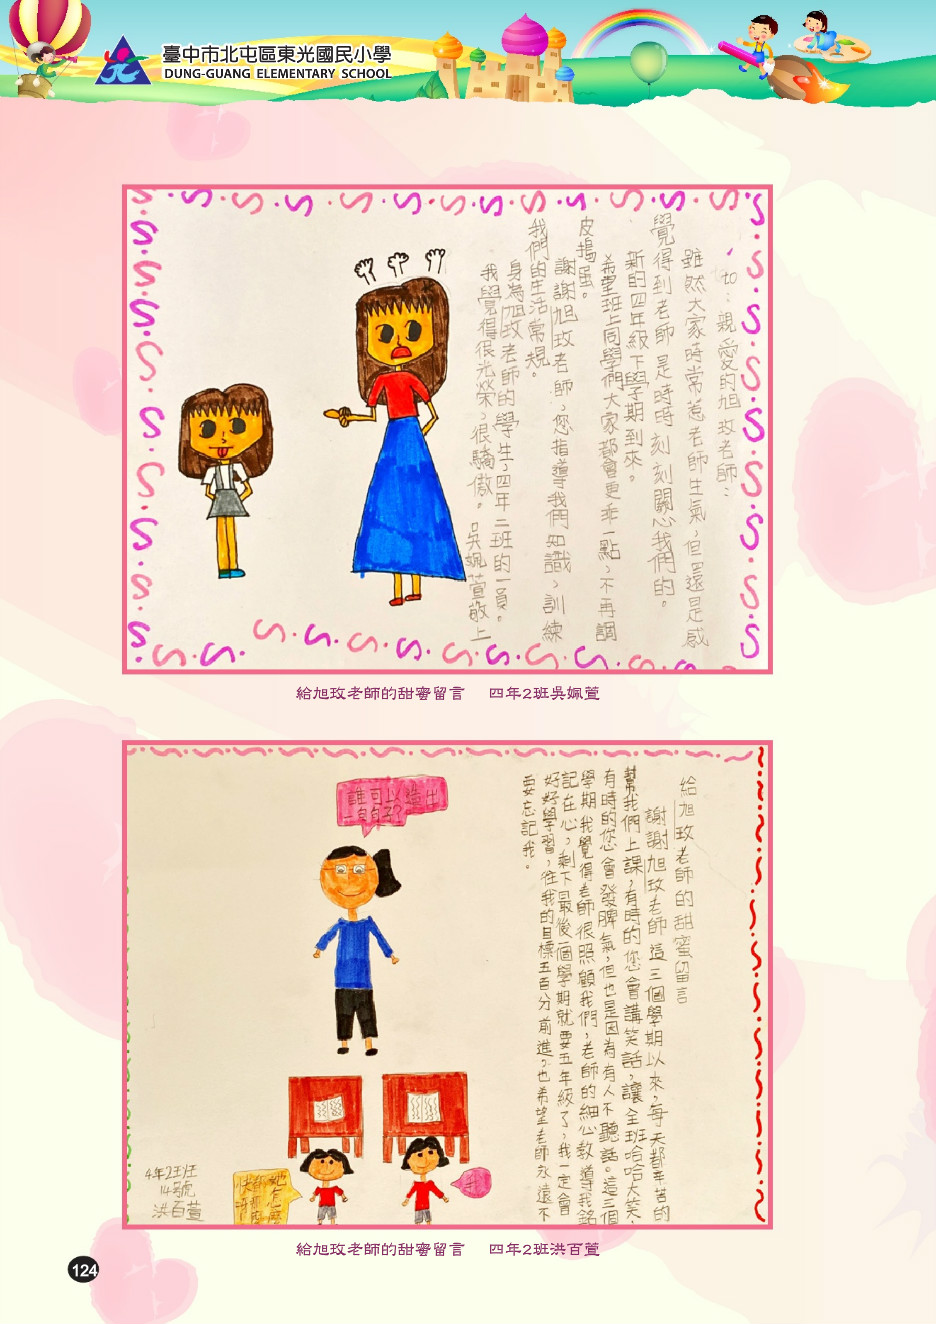 臺中市北屯區東光國民小學
DUNG-GUANG ELEMENTARY SCHOOL
to：親愛的旭玫老師：
雖然大家時常惹老師生氣，但還是感
覺得到老師是時時刻刻關心我們的。
新的四年級下學期到來。
希望班上同學們大家都會更乖一點，不再調
皮搗蛋。
謝謝旭玫老師，您指導我們知識，訓練
我們的生活常規。
身為旭玫老師的學生，四年二班的一員。
我覺得很光榮、很驕傲。吳珮萱敬上
給旭玫老師的甜蜜留言 四年2班吳珮萱
給旭玫老師的甜蜜留言
謝謝旭玫老師這三個學期以來，每天都辛苦的
幫我們上課，有時的您會講笑話，讓全班哈哈大笑，
有時的您會發脾氣，但也是因為有人不聽話。這三個
學期我覺得老師很照顧我們，老師的細心教導我銘
記在心，剩下最後一個學期就要五年級了，我一定會
好好學習，往我的目標五百分前進，也希望老師永遠不
要忘記我。
誰可以造出
一句句子?
我
4年2班
14號
洪百萱
給旭玫老師的甜蜜留言 四年2班洪百萱
124